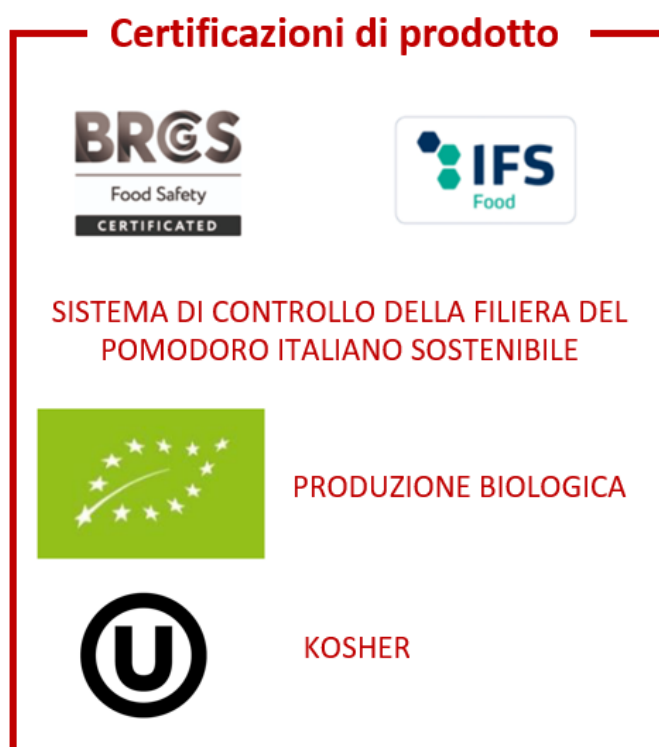 Certificazioni di prodotto
BRCGS
Food Safety
CERTIFICATED
IFS
Food
SISTEMA DI CONTROLLO DELLA FILIERA DEL
POMODORO ITALIANO SOSTENIBILE
PRODUZIONE BIOLOGICA
U
KOSHER